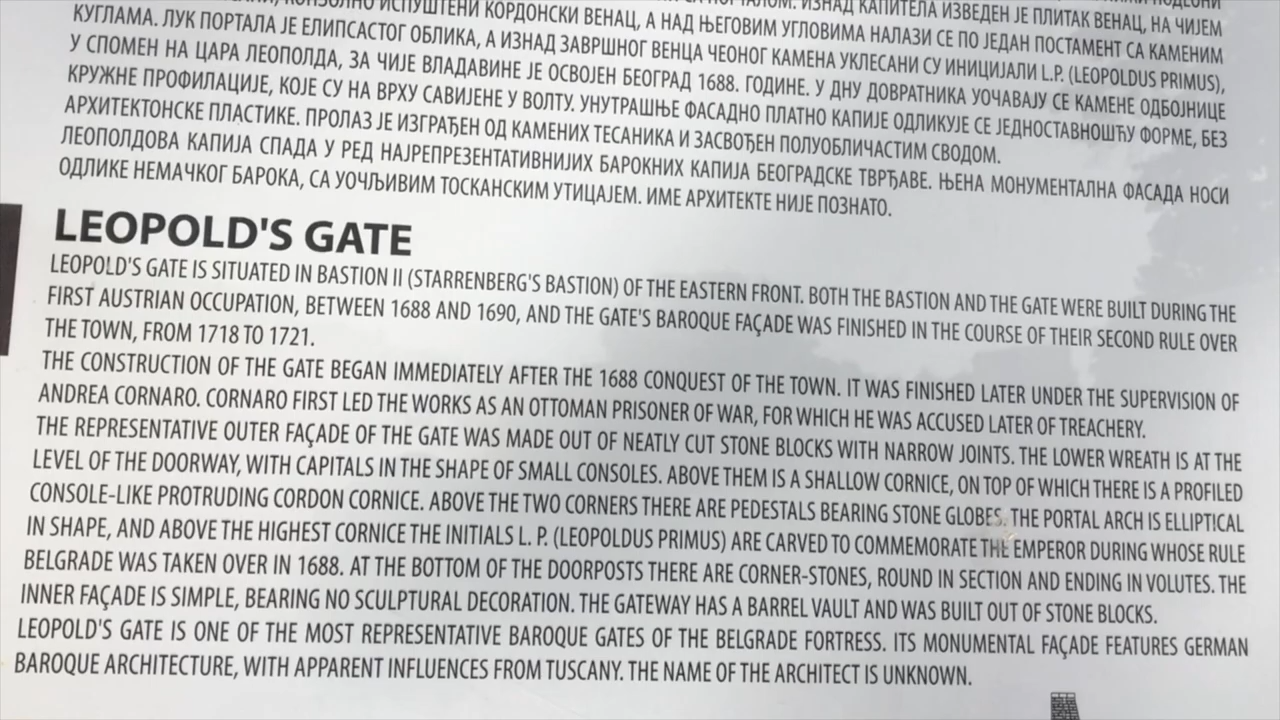 КОНЗОЛНО ИСПУШТЕНИ КОРДОНСКИ ВЕНАЦ, А НАД ЊЕГОВИМ УГЛОВИМА НАЛАЗИ СЕ ПО ЈЕДАН ПОСТАМЕНТ СА КАМЕНИМ
КУГЛАМА. ЛУК ПОРТАЛА ЈЕ ЕЛИПСАСТОГ ОБЛИКА, А ИЗНАД ЗАВРШНОГ ВЕНЦА ЧЕОНОГ КАМЕНА УКЛЕСАНИ СУ ИНИЦИЈАЛИ L.P. (LEOPOLDUS PRIMUS),
У СПОМЕН НА ЦАРА ЛЕОПОЛДА, ЗА ЧИЈЕ ВЛАДАВИНЕ ЈЕ ОСВОЈЕН БЕОГРАД 1688. ГОДИНЕ. У ДНУ ДОВРАТНИКА УОЧАВАЈУ СЕ КАМЕНЕ ОДБОЈНИЦЕ
КРУЖНЕ ПРОФИЛАЦИЈЕ, КОЈЕ СУ НА ВРХУ САВИЈЕНЕ У ВОЛТУ. УНУТРАШЊЕ ФАСАДНО ПЛАТНО КАПИЈЕ ОДЛИКУЈЕ СЕ ЈЕДНОСТАВНОШЋУ ФОРМЕ, БЕЗ
АРХИТЕКТОНСКЕ ПЛАСТИКЕ. ПРОЛАЗ ЈЕ ИЗГРАЂЕН ОД КАМЕНИХ ТЕСАНИКА И ЗАСВОЂЕН ПОЛУОБЛИЧАСТИМ СВОДОМ.
ЛЕОПОЛДОВА КАПИЈА СПАДА У РЕД НАЈРЕПРЕЗЕНТАТИВНИЈИХ БАРОКНИХ КАПИЈА БЕОГРАДСКЕ ТВРЂАВЕ. ЊЕНА МОНУМЕНТАЛНА ФАСАДА НОСИ
ОДЛИКЕ НЕМАЧКОГ БАРОКА, СА УОЧЉИВИМ ТОСКАНСКИМ УТИЦАЈЕМ. ИМЕ АРХИТЕКТЕ НИЈЕ ПОЗНАТО.
LEOPOLD'S GATE
LEOPOLD'S GATE IS SITUATED IN BASTION II (STARRENBERG'S BASTION) OF THE EASTERN FRONT. BOTH THE BASTION AND THE GATE WERE BUILT DURING THE
FIRST AUSTRIAN OCCUPATION, BETWEEN 1688 AND 1690, AND THE GATE'S BAROQUE FAÇADE WAS FINISHED IN THE COURSE OF THEIR SECOND RULE OVER
THE TOWN, FROM 1718 TO 1721.
THE CONSTRUCTION OF THE GATE BEGAN IMMEDIATELY AFTER THE 1688 CONQUEST OF THE TOWN. IT WAS FINISHED LATER UNDER THE SUPERVISION OF
ANDREA CORNARO. CORNARO FIRST LED THE WORKS AS AN OTTOMAN PRISONER OF WAR, FOR WHICH HE WAS ACCUSED LATER OF TREACHERY.
THE REPRESENTATIVE OUTER FAÇADE OF THE GATE WAS MADE OUT OF NEATLY CUT STONE BLOCKS WITH NARROW JOINTS. THE LOWER WREATH IS AT THE
LEVEL OF THE DOORWAY, WITH CAPITALS IN THE SHAPE OF SMALL CONSOLES. ABOVE THEM IS A SHALLOW CORNICE, ON TOP OF WHICH THERE IS A PROFILED
CONSOLE-LIKE PROTRUDING CORDON CORNICE. ABOVE THE TWO CORNERS THERE ARE PEDESTALS BEARING STONE GLOBES. THE PORTAL ARCH IS ELLIPTICAL
IN SHAPE, AND ABOVE THE HIGHEST CORNICE THE INITIALS L. P. (LEOPOLDUS PRIMUS) ARE CARVED TO COMMEMORATE THE EMPEROR DURING WHOSE RULE
BELGRADE WAS TAKEN OVER IN 1688. AT THE BOTTOM OF THE DOORPOSTS THERE ARE CORNER-STONES, ROUND IN SECTION AND ENDING IN VOLUTES. THE
INNER FAÇADE IS SIMPLE, BEARING NO SCULPTURAL DECORATION. THE GATEWAY HAS A BARREL VAULT AND WAS BUILT OUT OF STONE BLOCKS.
LEOPOLD'S GATE IS ONE OF THE MOST REPRESENTATIVE BAROQUE GATES OF THE BELGRADE FORTRESS. ITS MONUMENTAL FAÇADE FEATURES GERMAN
BAROQUE ARCHITECTURE, WITH APPARENT INFLUENCES FROM TUSCANY. THE NAME OF THE ARCHITECT IS UNKNOWN.